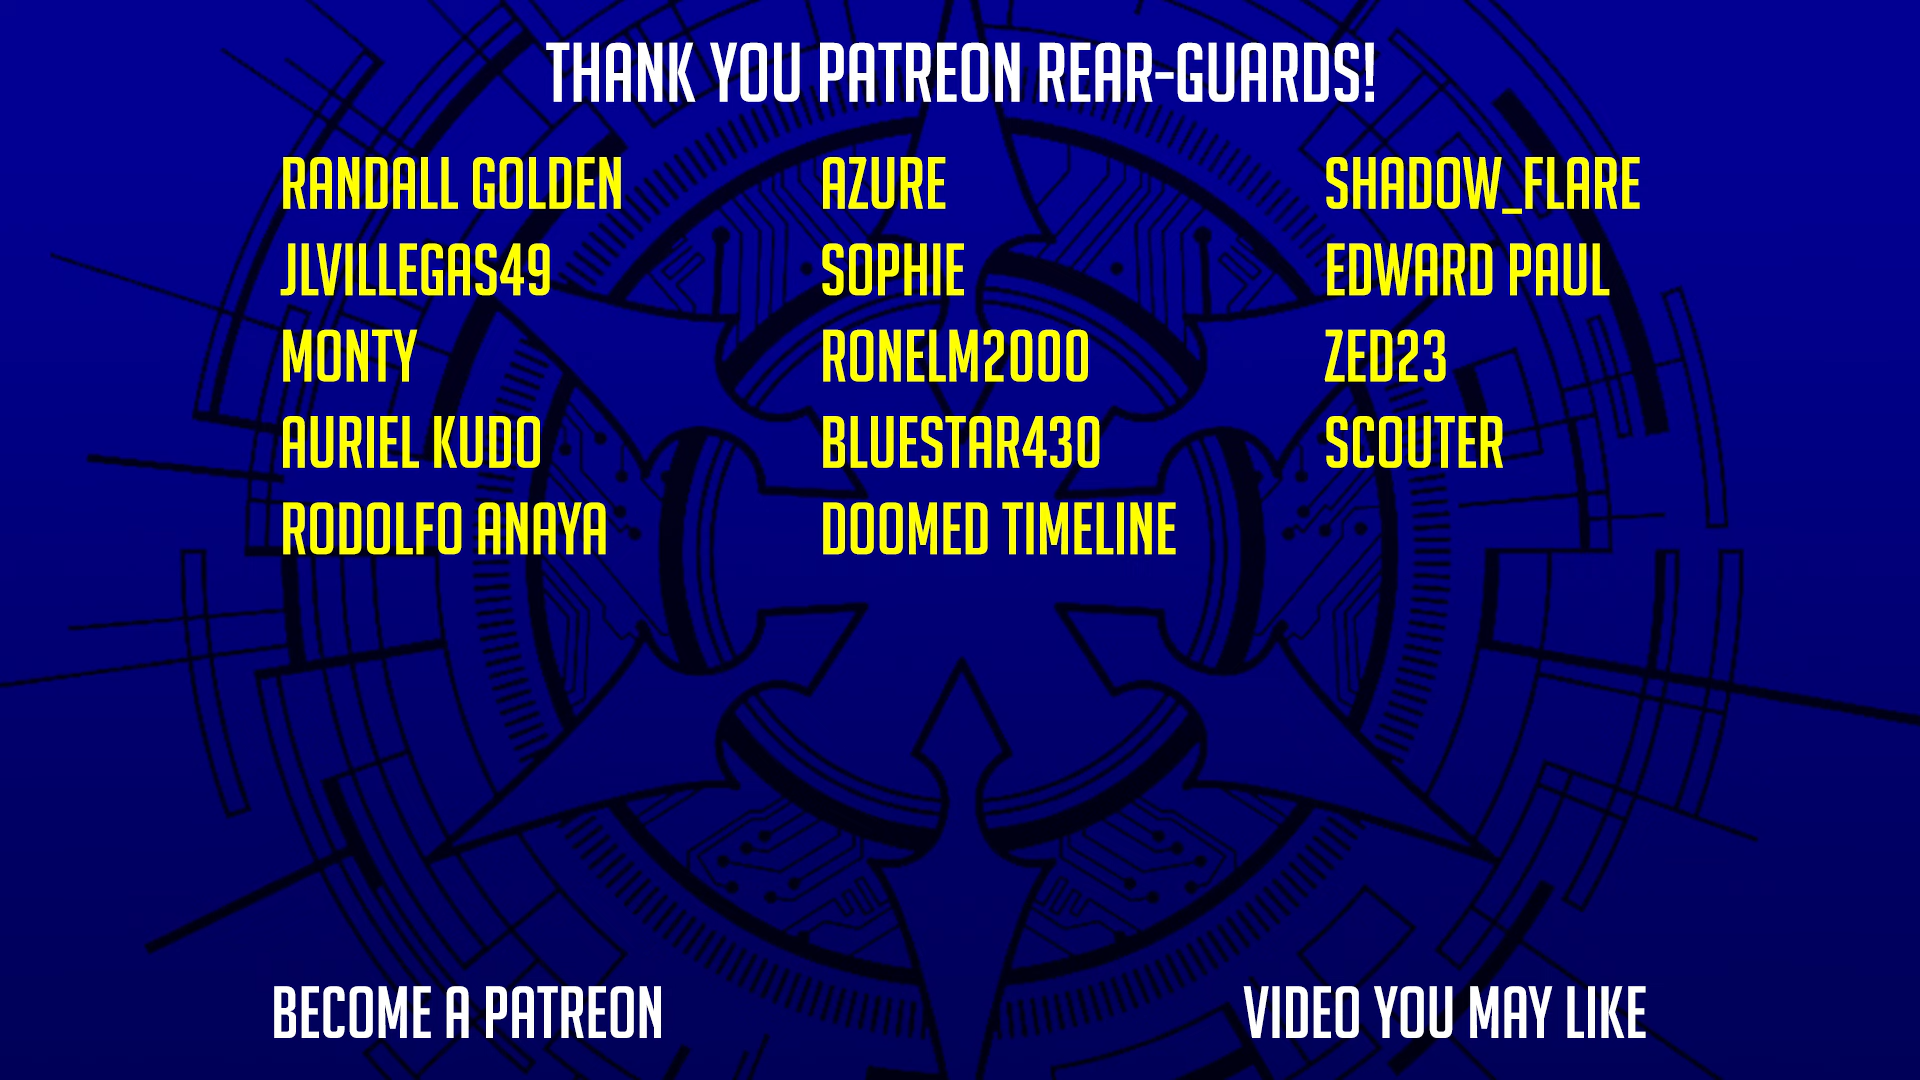 THANK YOU PATREON REAR-GUARDS!
RANDALL GOLDEN
JLVILLEGAS49
MONTY
AURIEL KUDO
RODOLFO ANAYA
AZURE
SOPHIE
RONELM2000
BLUESTAR430
DOOMED TIMELINE
SHADOW_FLARE
EDWARD PAUL
ZED23
SCOUTER
BECOME A PATREON
VIDEO YOU MAY LIKE